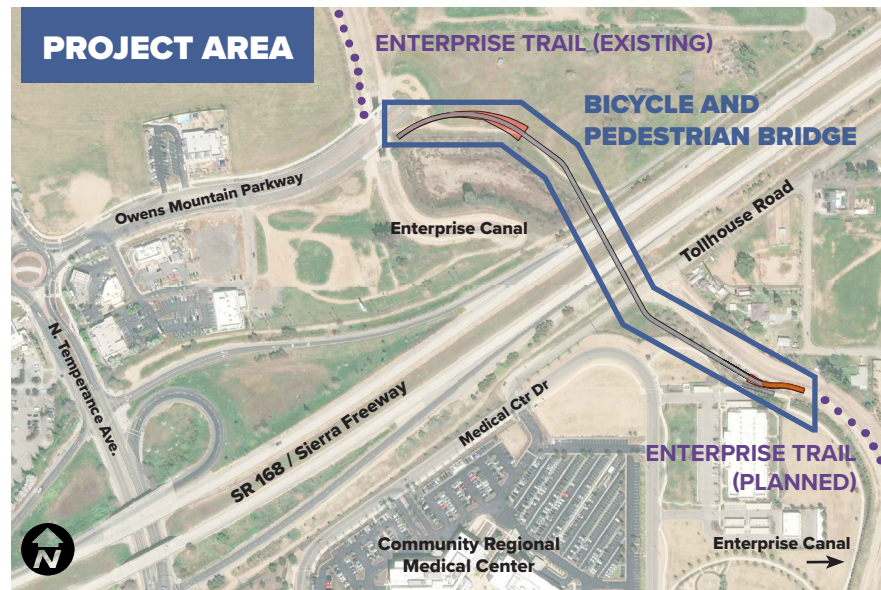 PROJECT AREA
ENTERPRISE TRAIL (EXISTING)
BICYCLE AND
PEDESTRIAN BRIDGE
Owens Mountain Parkway
Enterprise Canal
Tollhouse Road
N. Temperance Ave.
SR 168 / Sierra Freeway
Medical Ctr Dr
ENTERPRISE TRAIL
(PLANNED)
Community Regional
Medical Center
Enterprise Canal
N